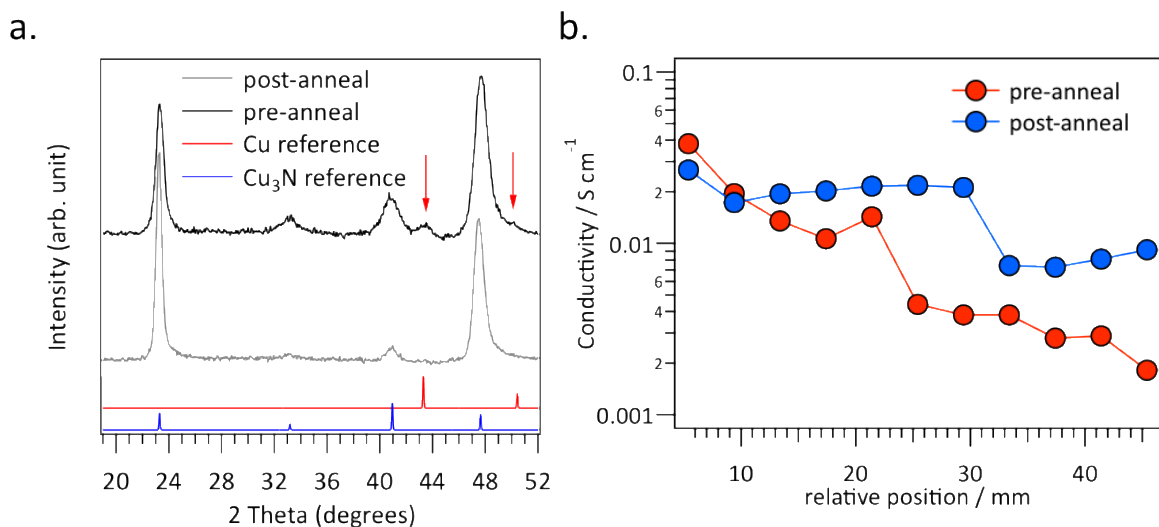 a.
post-anneal
pre-anneal
Cu reference
Cu₃N reference
Intensity (arb. unit)
20 24 28 32 36 40 44 48 52
2 Theta (degrees)
b.
pre-anneal
post-anneal
Conductivity / S cm⁻¹
0.1
6
4
2
0.01
6
4
2
0.001
10 20 30 40
relative position / mm